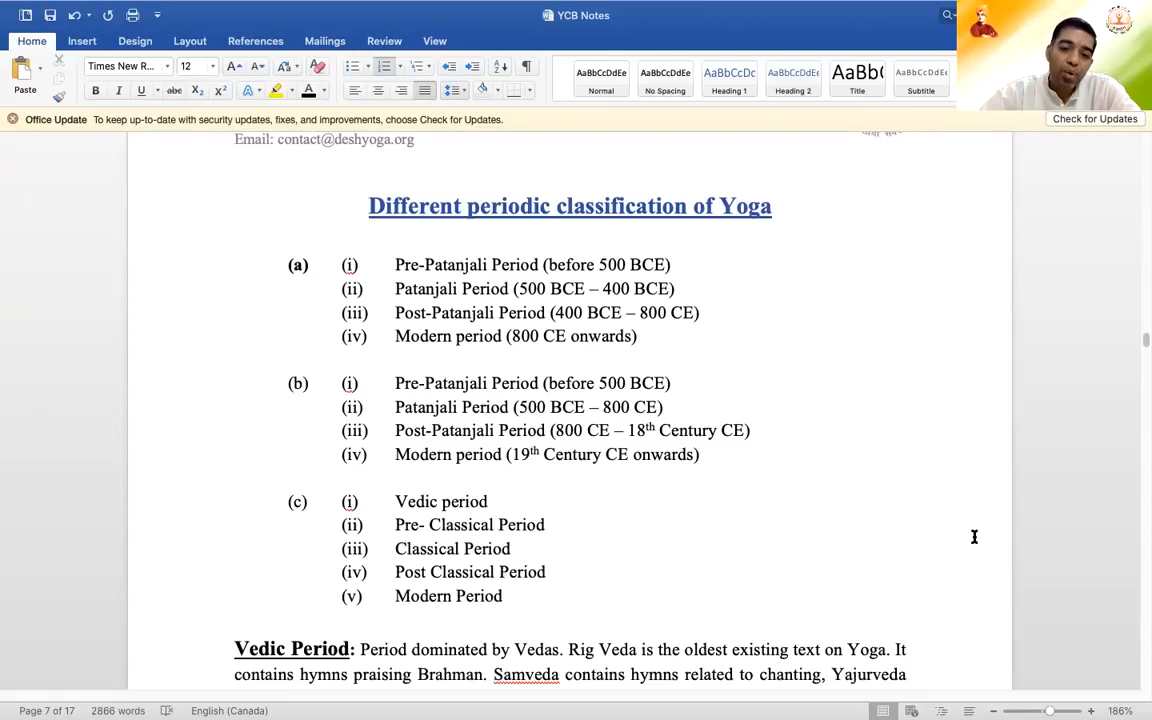 YCB Notes
Home Insert Design Layout References Mailings Review View
Paste
Times New R... 12
AaBbCcDdEe AaBbCcDdEe AaBbCcDc AaBbCcDdEe AaBb( AaBbCcDdEe
Normal No Spacing Heading 1 Heading 2 Title Subtitle
Office Update To keep up-to-date with security updates, fixes, and improvements, choose Check for Updates. Check for Updates
Email: contact@deshyoga.org
Different periodic classification of Yoga
(a) (i) Pre-Patanjali Period (before 500 BCE)
(ii) Patanjali Period (500 BCE – 400 BCE)
(iii) Post-Patanjali Period (400 BCE – 800 CE)
(iv) Modern period (800 CE onwards)
(b) (i) Pre-Patanjali Period (before 500 BCE)
(ii) Patanjali Period (500 BCE – 800 CE)
(iii) Post-Patanjali Period (800 CE – 18th Century CE)
(iv) Modern period (19th Century CE onwards)
(c) (i) Vedic period
(ii) Pre- Classical Period
(iii) Classical Period
(iv) Post Classical Period
(v) Modern Period
Vedic Period: Period dominated by Vedas. Rig Veda is the oldest existing text on Yoga. It
contains hymns praising Brahman. Samveda contains hymns related to chanting, Yajurveda
Page 7 of 17 2866 words English (Canada) 186%